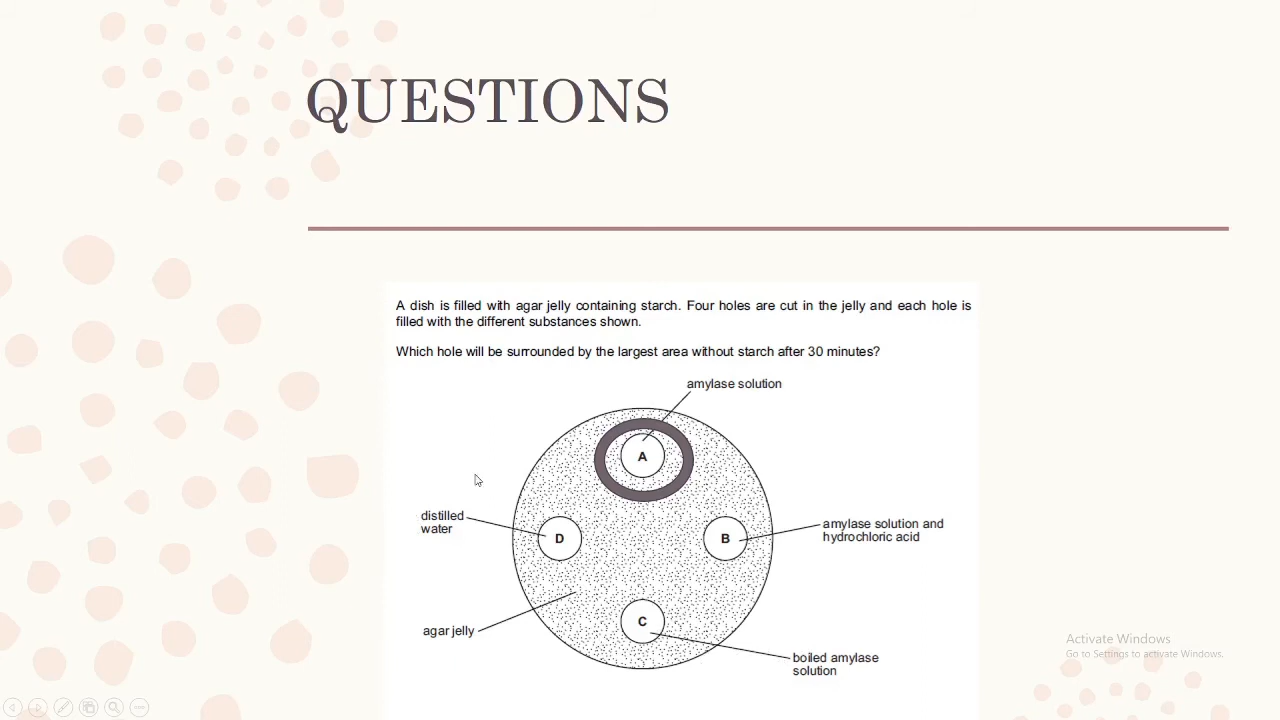 QUESTIONS
A dish is filled with agar jelly containing starch. Four holes are cut in the jelly and each hole is
filled with the different substances shown.
Which hole will be surrounded by the largest area without starch after 30 minutes?
amylase solution
A
distilled
water
D
B
amylase solution and
hydrochloric acid
C
agar jelly
boiled amylase
solution
Activate Windows
Go to Settings to activate Windows.